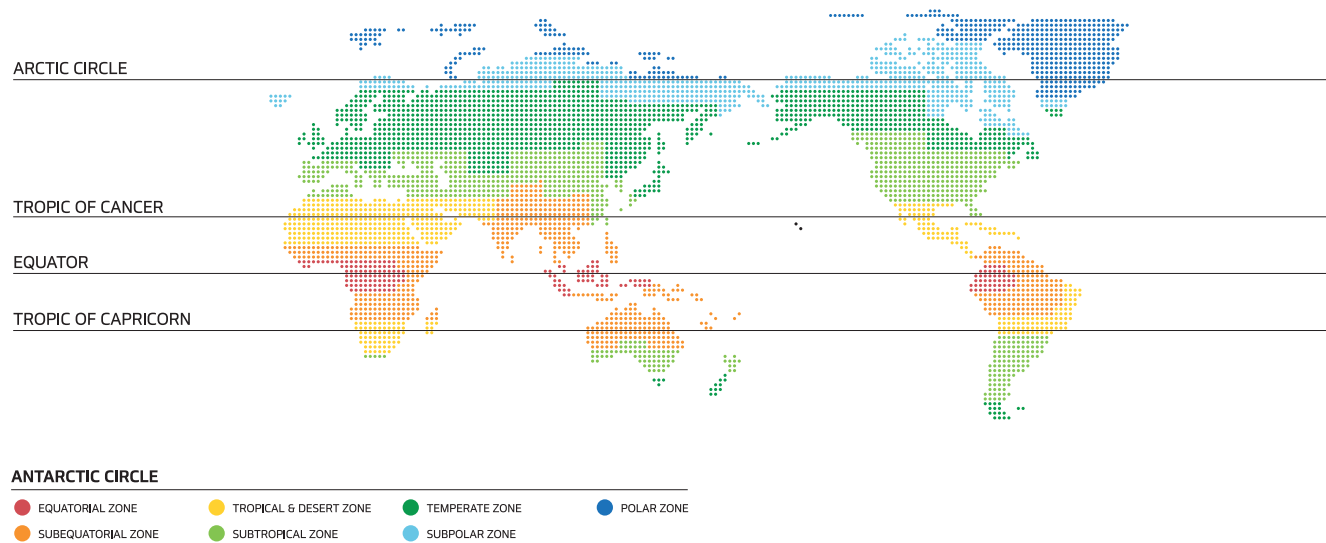 ARCTIC CIRCLE
TROPIC OF CANCER
EQUATOR
TROPIC OF CAPRICORN
ANTARCTIC CIRCLE
EQUATORIAL ZONE
TROPICAL & DESERT ZONE
TEMPERATE ZONE
POLAR ZONE
SUBEQUATORIAL ZONE
SUBTROPICAL ZONE
SUBPOLAR ZONE